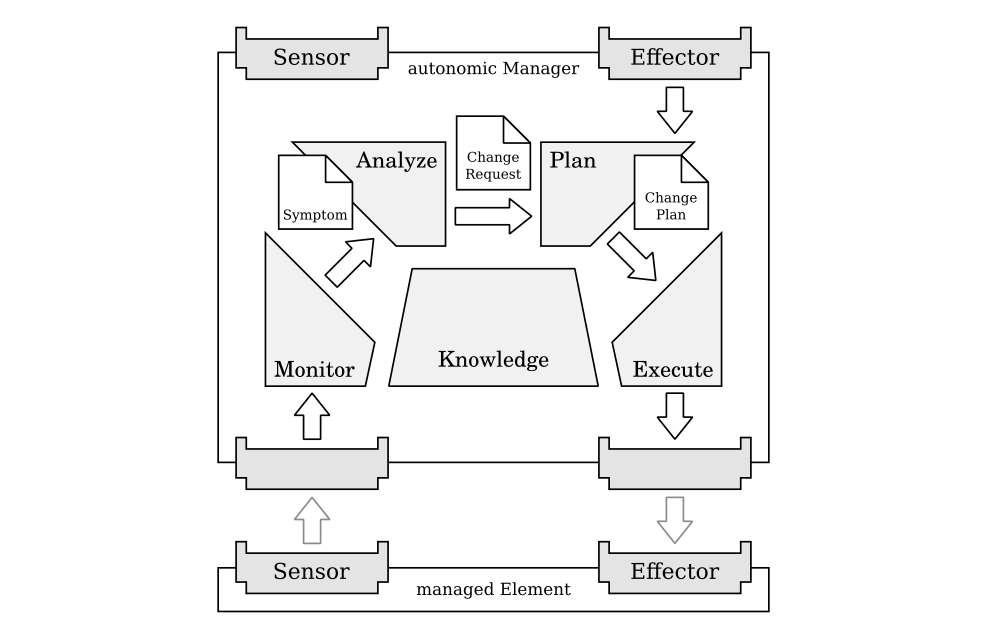 Sensor
Effector
autonomic Manager
Analyze
Change
Request
Plan
Symptom
Change
Plan
Monitor
Knowledge
Execute
Sensor
Effector
managed Element